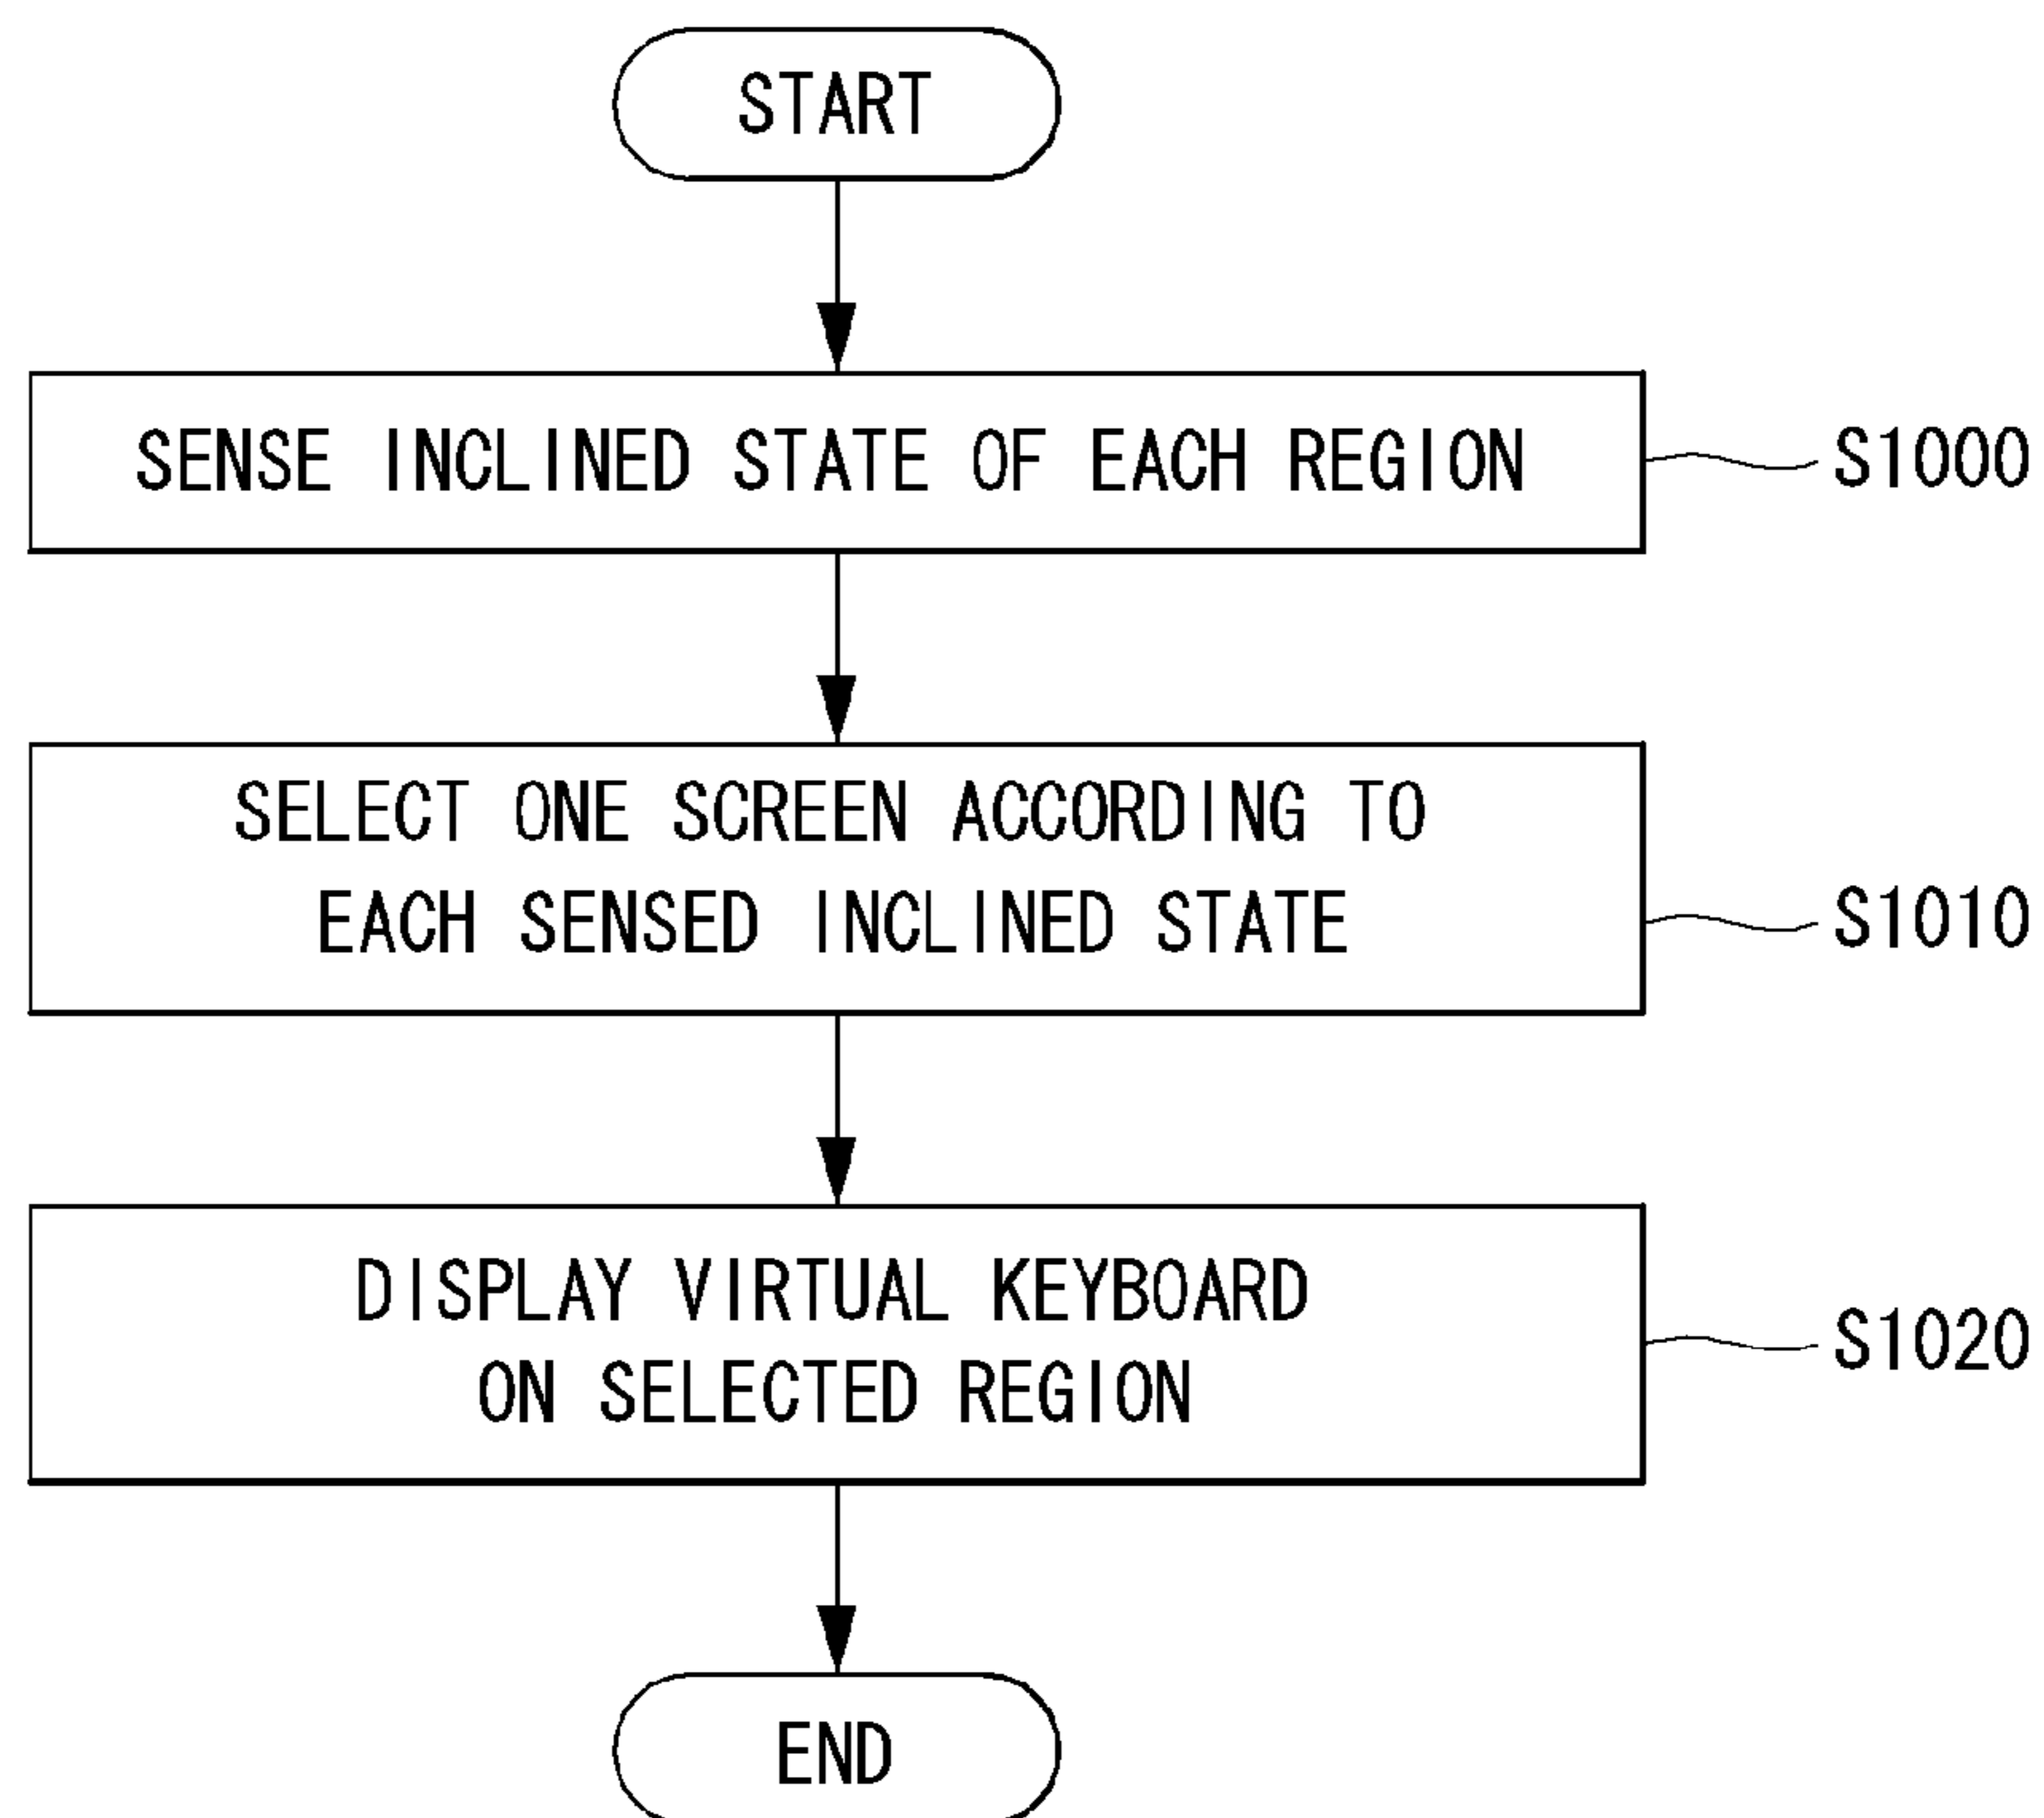 START
SENSE INCLINED STATE OF EACH REGION
S1000
SELECT ONE SCREEN ACCORDING TO
EACH SENSED INCLINED STATE
S1010
DISPLAY VIRTUAL KEYBOARD
ON SELECTED REGION
S1020
END